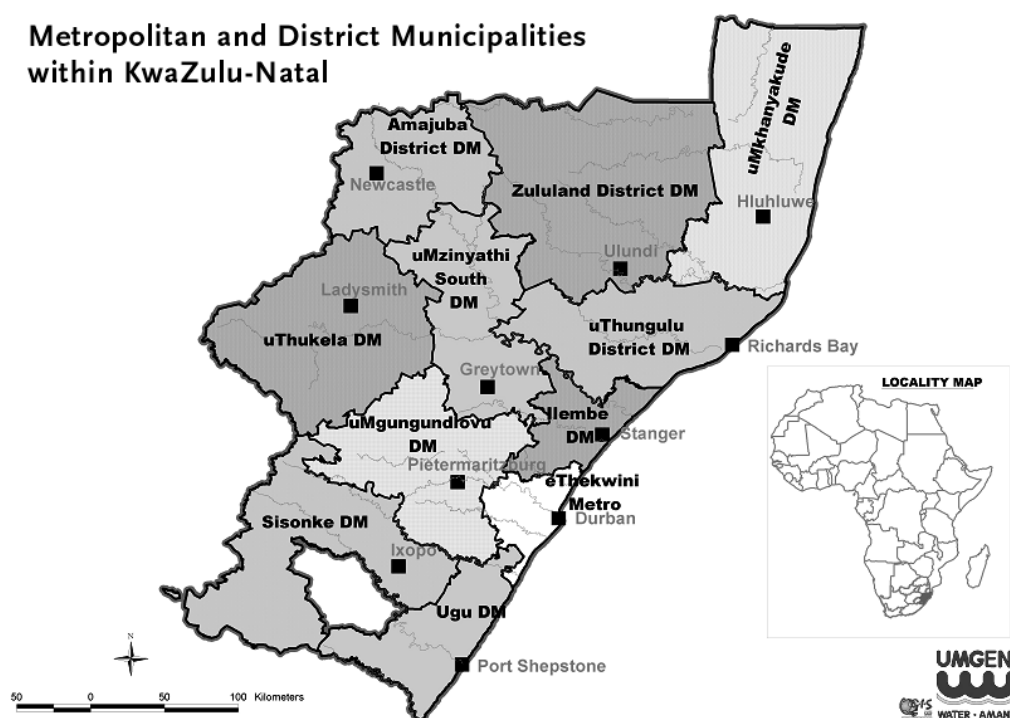 Metropolitan and District Municipalities
within KwaZulu-Natal
uMkhanyakude
DM
Amajuba
District DM
Newcastle
Zululand District DM
Hluhluwe
uMzinyathi
South
DM
Ulundi
Ladysmith
uThukela DM
uThungulu
District DM
Richards Bay
Greytown
LOCALITY MAP
Ilembe
DM
Stanger
uMgungundlovu
DM
Pietermaritzburg
eThekwini
Metro
Durban
Sisonke DM
Ixopo
Ugu DM
Port Shepstone
N
50 0 50 100 Kilometers
UMGEN
WATER • AMAN